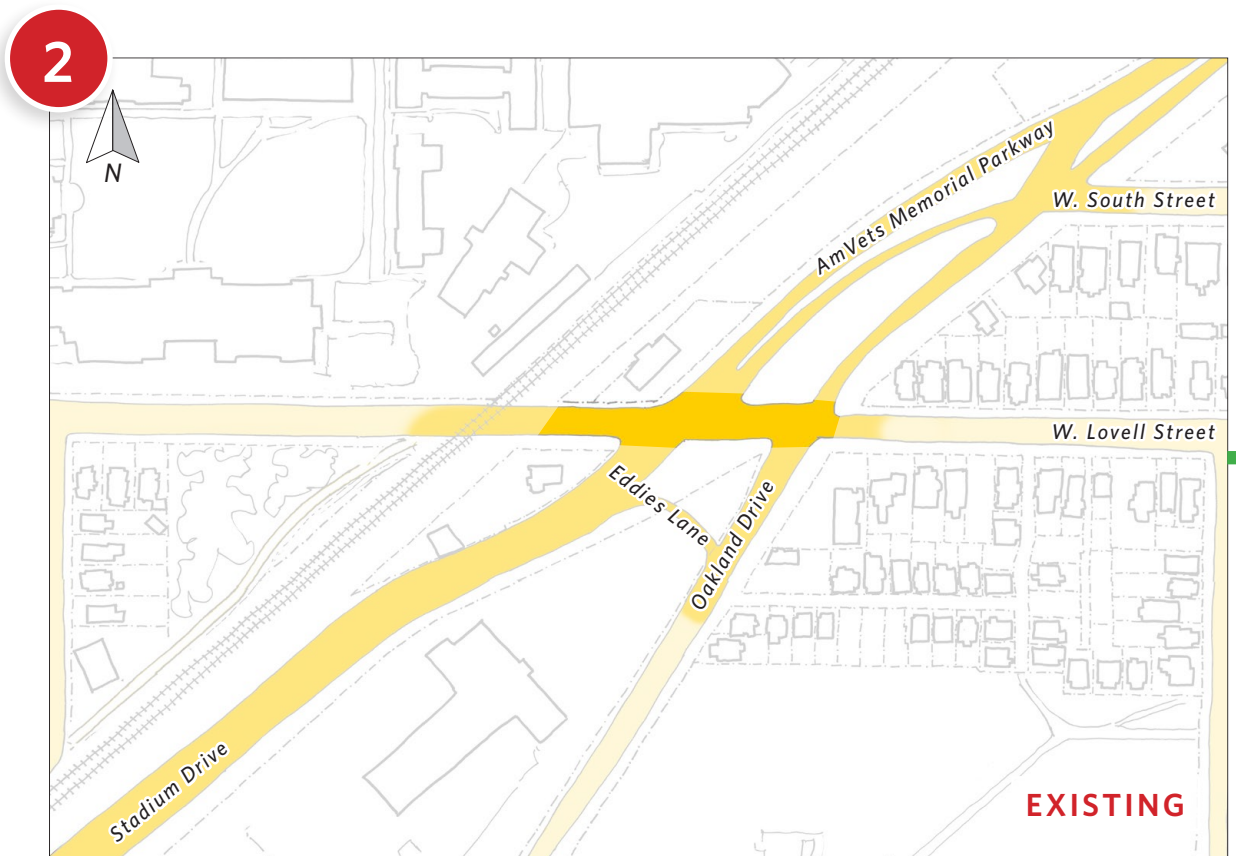 2
N
AmVets Memorial Parkway
W. South Street
W. Lovell Street
Eddies Lane
Oakland Drive
Stadium Drive
EXISTING